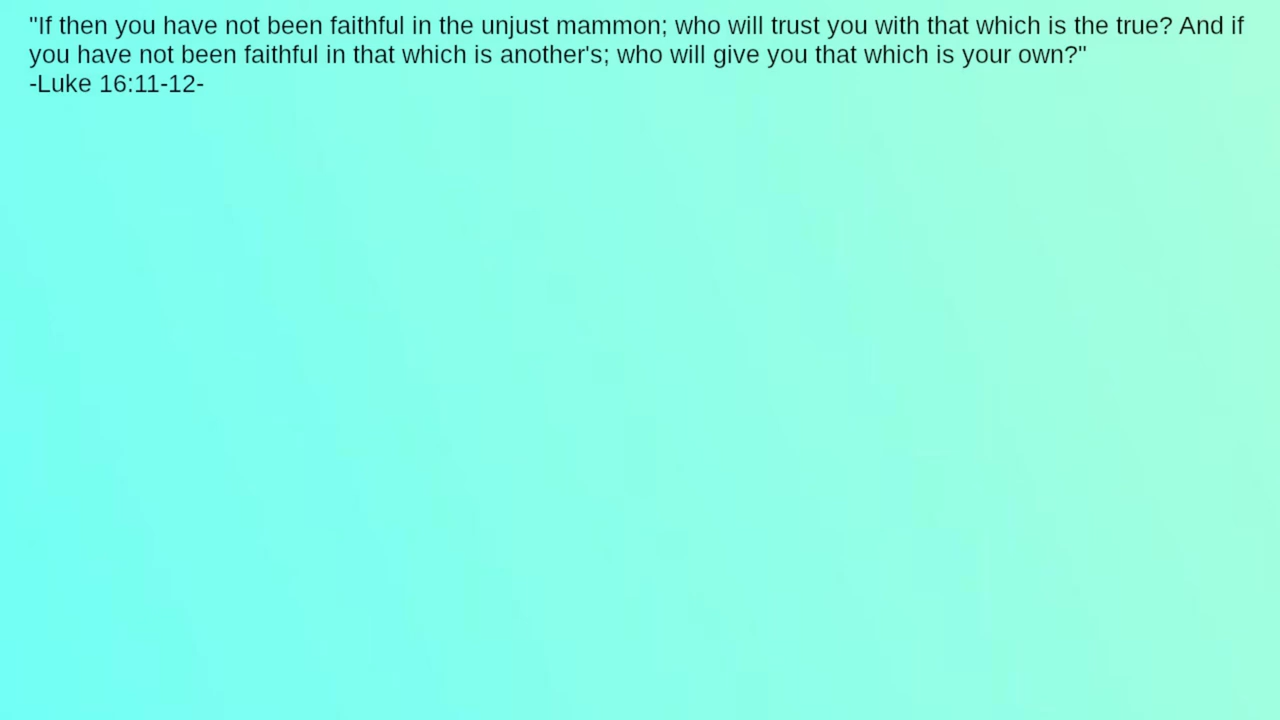 "If then you have not been faithful in the unjust mammon; who will trust you with that which is the true? And if
you have not been faithful in that which is another's; who will give you that which is your own?"
-Luke 16:11-12-